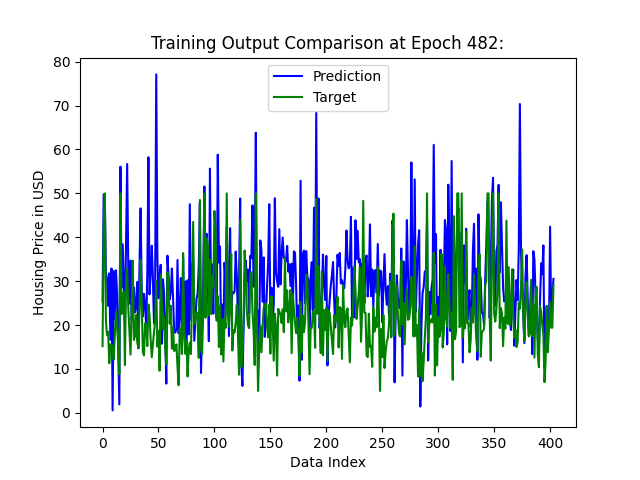 Training Output Comparison at Epoch 482:
Prediction
Target
Housing Price in USD
80
70
60
50
40
30
20
10
0
0 50 100 150 200 250 300 350 400
Data Index